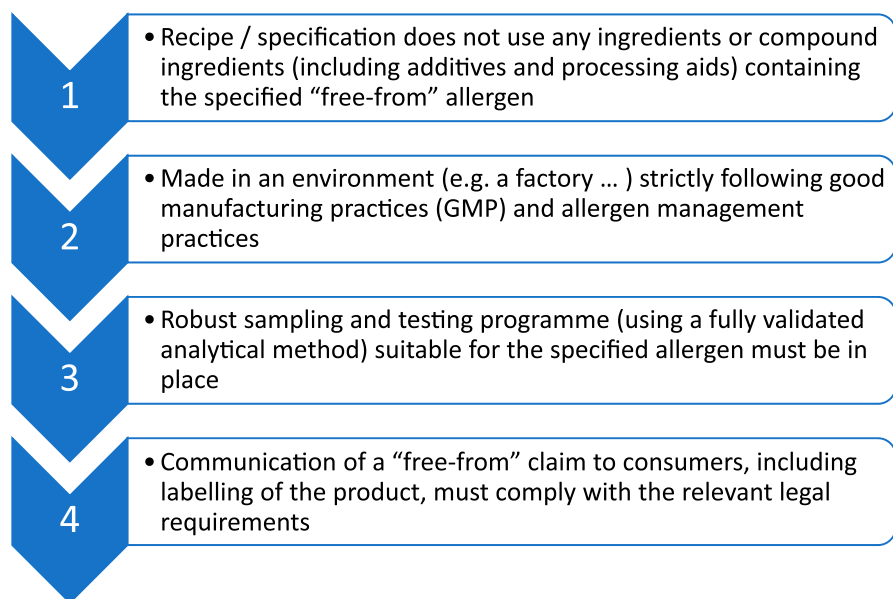 1
• Recipe / specification does not use any ingredients or compound
ingredients (including additives and processing aids) containing
the specified “free-from” allergen
2
• Made in an environment (e.g. a factory … ) strictly following good
manufacturing practices (GMP) and allergen management
practices
3
• Robust sampling and testing programme (using a fully validated
analytical method) suitable for the specified allergen must be in
place
4
• Communication of a “free-from” claim to consumers, including
labelling of the product, must comply with the relevant legal
requirements